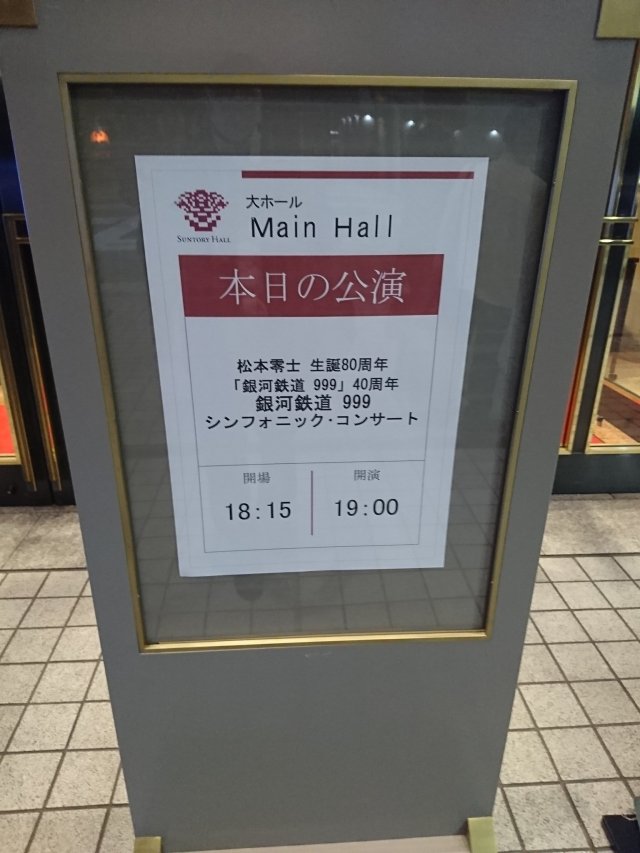 大ホール
SUNTORY HALL
Main Hall
本日の公演
松本零士 生誕80周年
「銀河鉄道 999」40周年
銀河鉄道 999
シンフォニック・コンサート
開場
18:15
開演
19:00